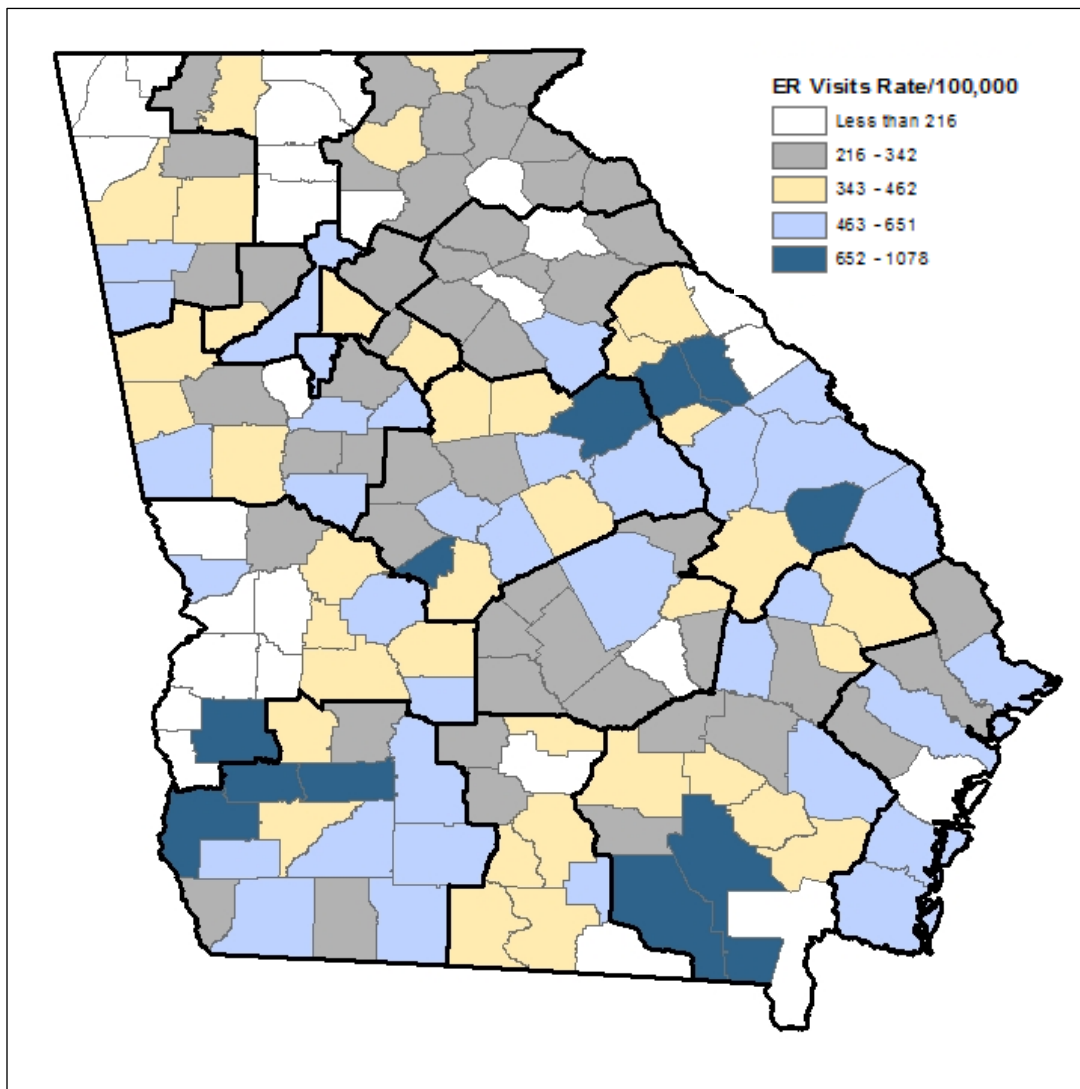 ER Visits Rate/100,000
Less than 216
216 - 342
343 - 462
463 - 651
652 - 1078